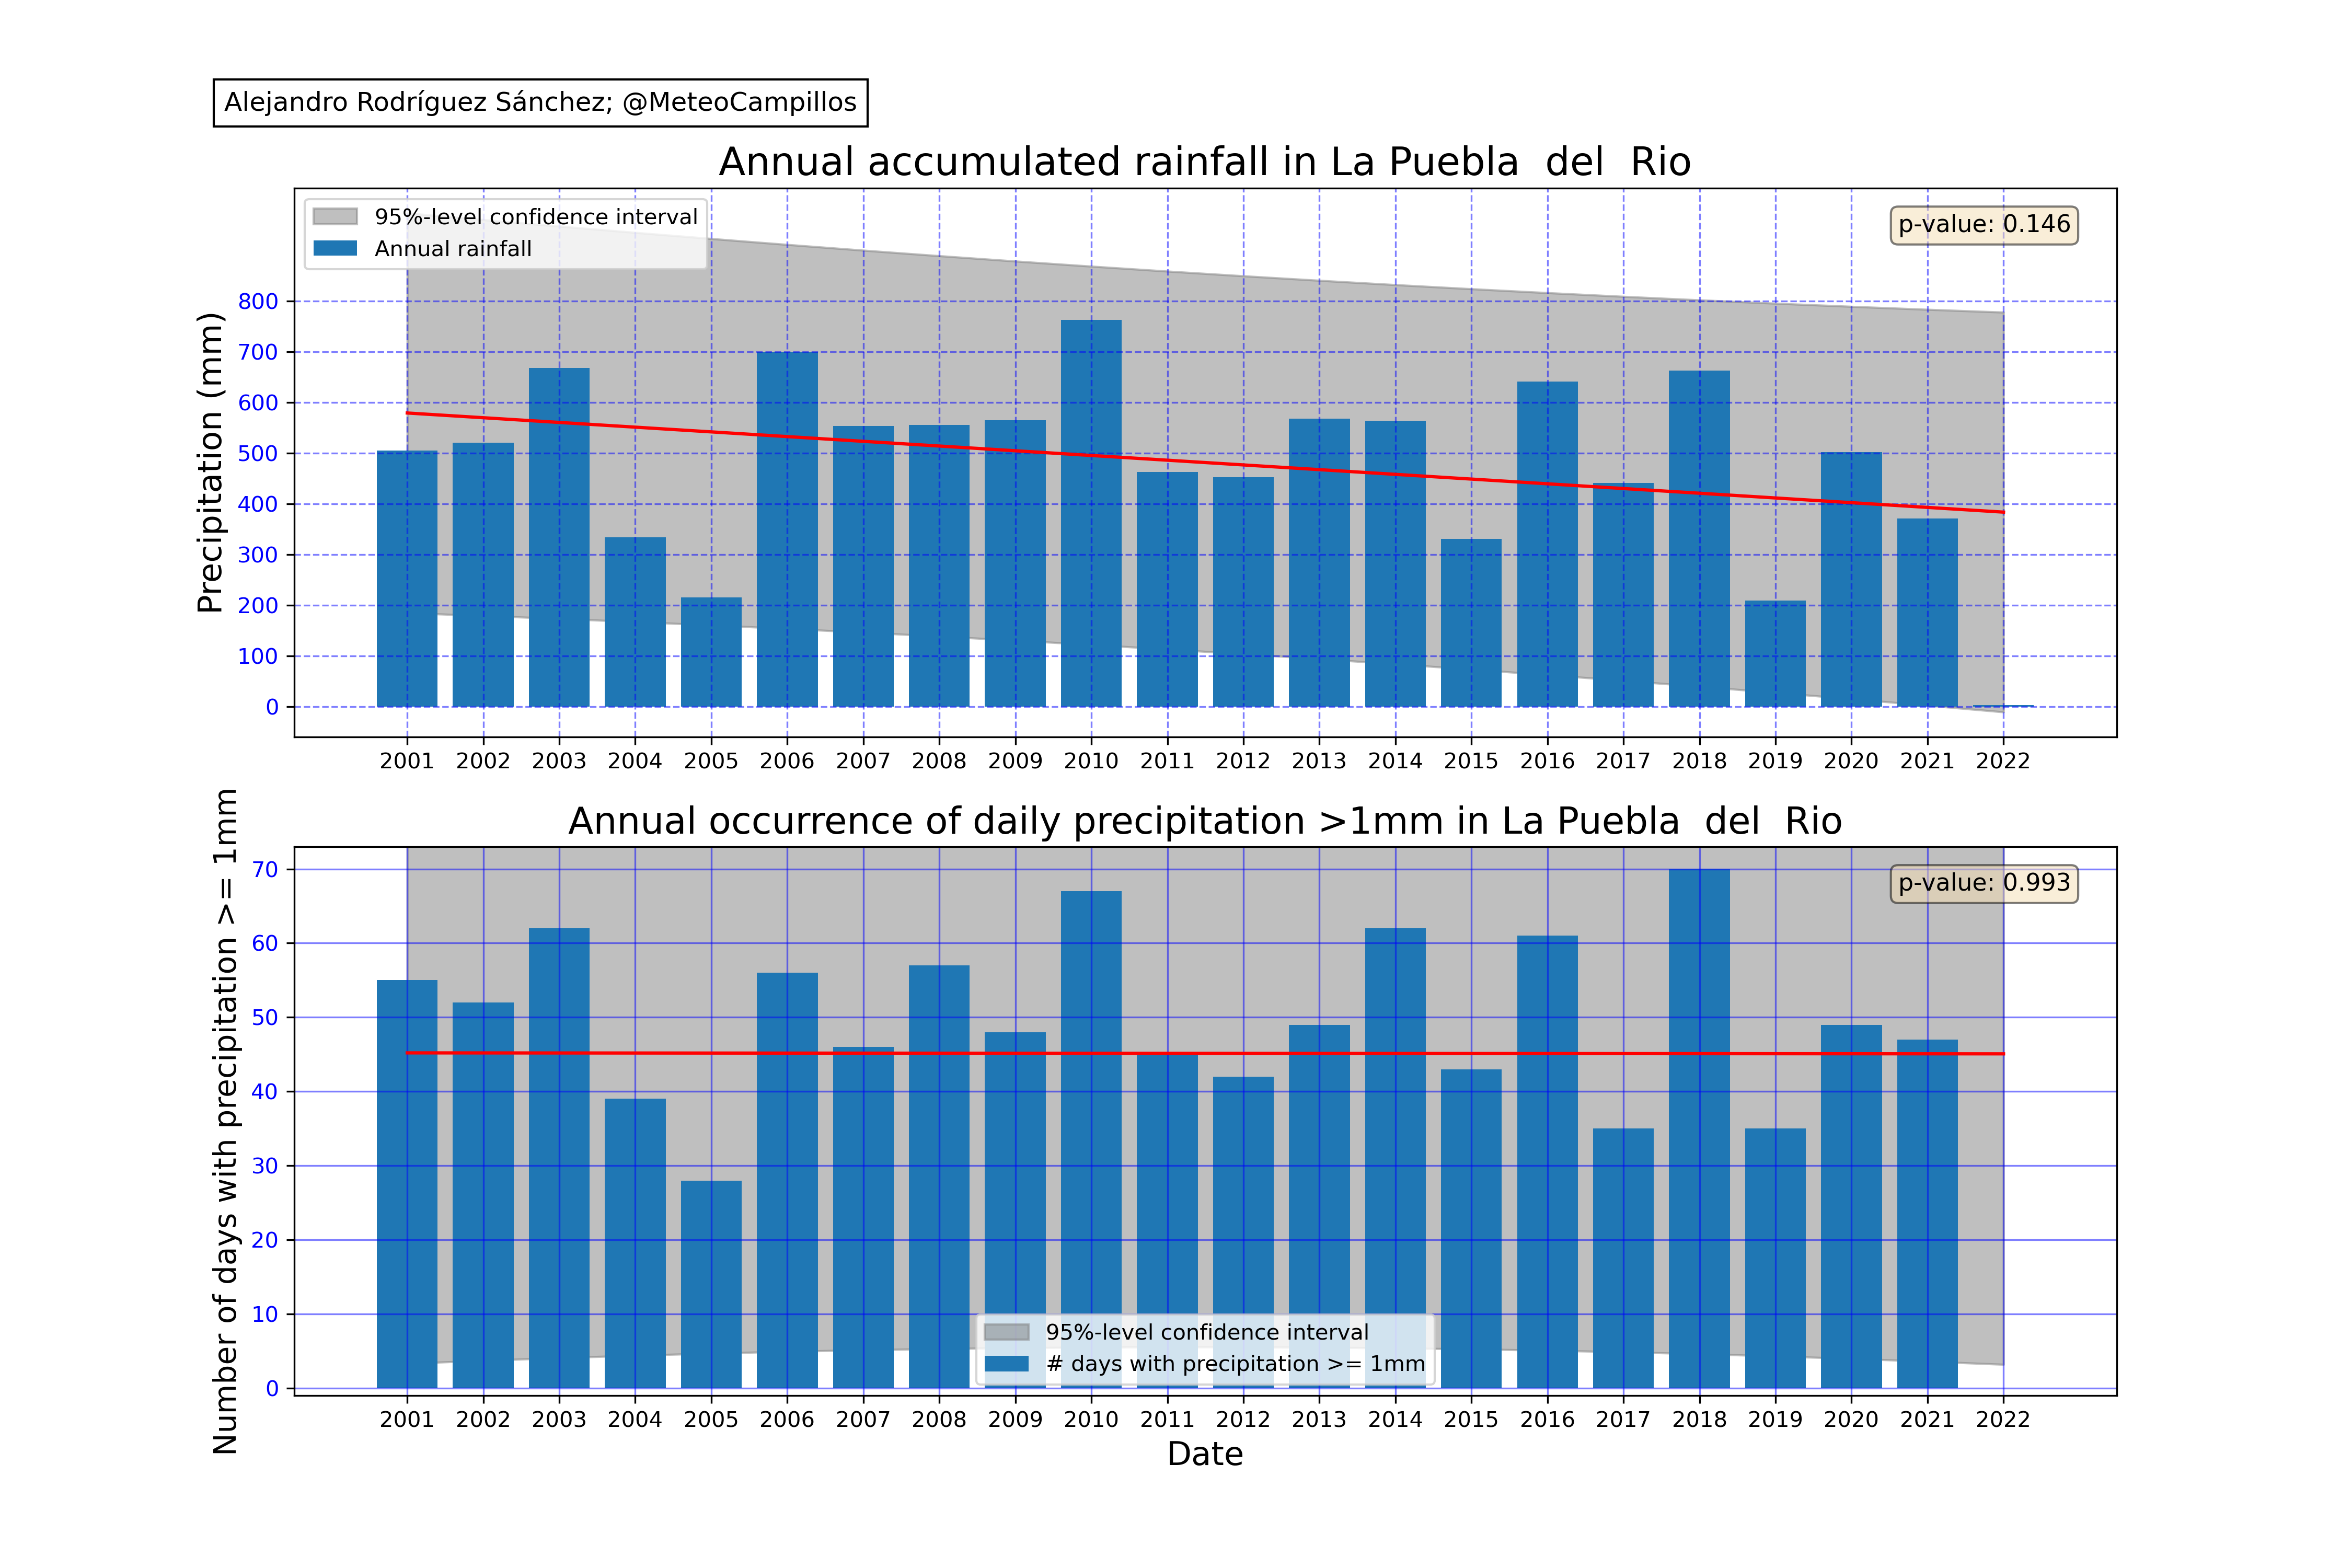 Alejandro Rodríguez Sánchez; @MeteoCampillos
Annual accumulated rainfall in La Puebla  del  Rio
95%-level confidence interval
Annual rainfall
p-value: 0.146
Precipitation (mm)
800
700
600
500
400
300
200
100
0
2001 2002 2003 2004 2005 2006 2007 2008 2009 2010 2011 2012 2013 2014 2015 2016 2017 2018 2019 2020 2021 2022
Annual occurrence of daily precipitation >1mm in La Puebla  del  Rio
p-value: 0.993
Number of days with precipitation >= 1mm
70
60
50
40
30
20
10
0
95%-level confidence interval
# days with precipitation >= 1mm
2001 2002 2003 2004 2005 2006 2007 2008 2009 2010 2011 2012 2013 2014 2015 2016 2017 2018 2019 2020 2021 2022
Date